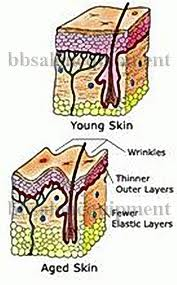 Young Skin
Wrinkles
Thinner
Outer Layers
Fewer
Elastic Layers
Aged Skin